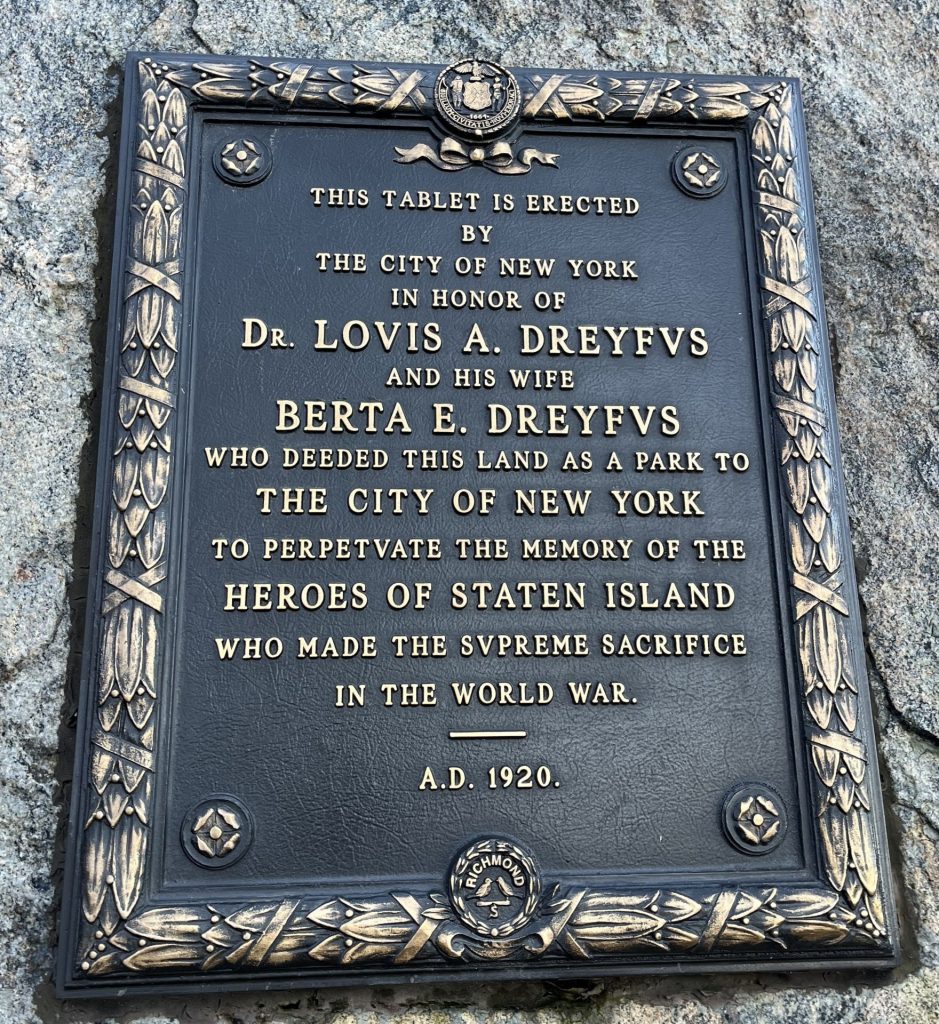 THIS TABLET IS ERECTED
BY
THE CITY OF NEW YORK
IN HONOR OF
DR. LOVIS A. DREYFVS
AND HIS WIFE
BERTA E. DREYFVS
WHO DEEDED THIS LAND AS A PARK TO
THE CITY OF NEW YORK
TO PERPETVATE THE MEMORY OF THE
HEROES OF STATEN ISLAND
WHO MADE THE SVPREME SACRIFICE
IN THE WORLD WAR.
A.D. 1920.
RICHMOND
S